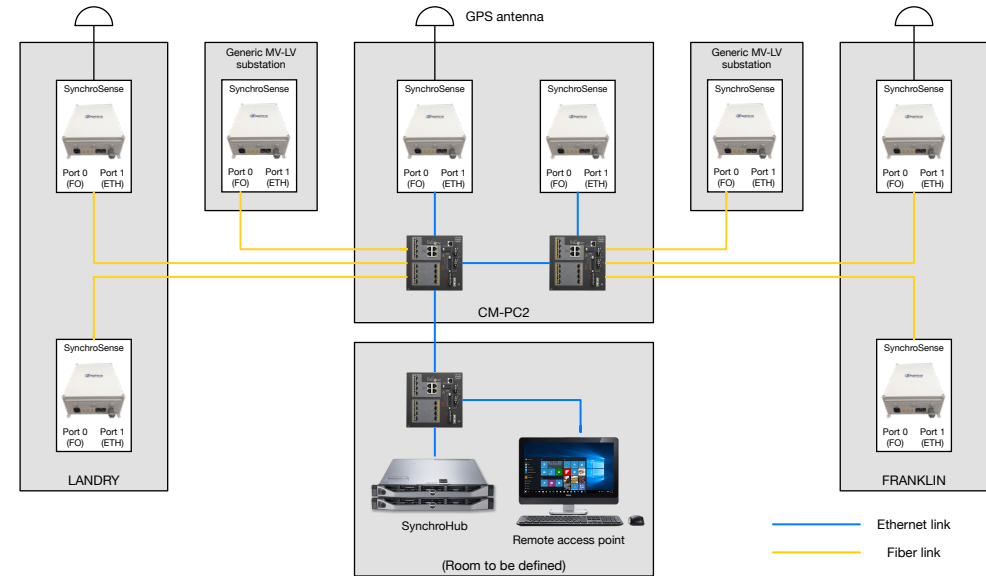 GPS antenna
SynchroSense
Port 0 Port 1
(FO) (ETH)
SynchroSense
Port 0 Port 1
(FO) (ETH)
LANDRY
Generic MV-LV
substation
SynchroSense
Port 0 Port 1
(FO) (ETH)
SynchroSense
Port 0 Port 1
(FO) (ETH)
SynchroSense
Port 0 Port 1
(FO) (ETH)
CM-PC2
Generic MV-LV
substation
SynchroSense
Port 0 Port 1
(FO) (ETH)
SynchroSense
Port 0 Port 1
(FO) (ETH)
SynchroSense
Port 0 Port 1
(FO) (ETH)
FRANKLIN
SynchroHub
Remote access point
(Room to be defined)
Ethernet link
Fiber link